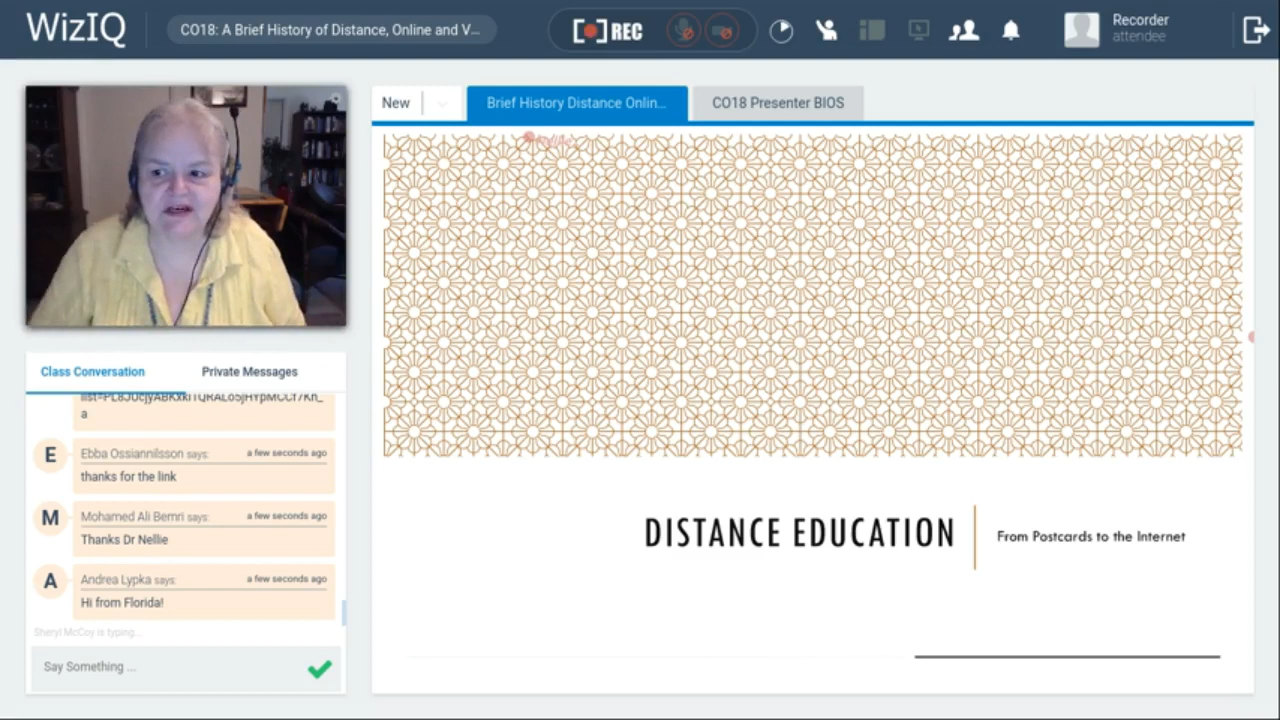 WizIQ
CO18: A Brief History of Distance, Online and V...
REC
Recorder
attendee
New
Brief History Distance Onlin...
CO18 Presenter BIOS
Class Conversation
Private Messages
a
E
Ebba Ossiannilsson says:
a few seconds ago
thanks for the link
M
Mohamed Ali Bemri says:
a few seconds ago
Thanks Dr Nellie
A
Andrea Lypka says:
a few seconds ago
Hi from Florida!
Sheryl McCoy is typing...
Say Something ...
DISTANCE EDUCATION
From Postcards to the Internet